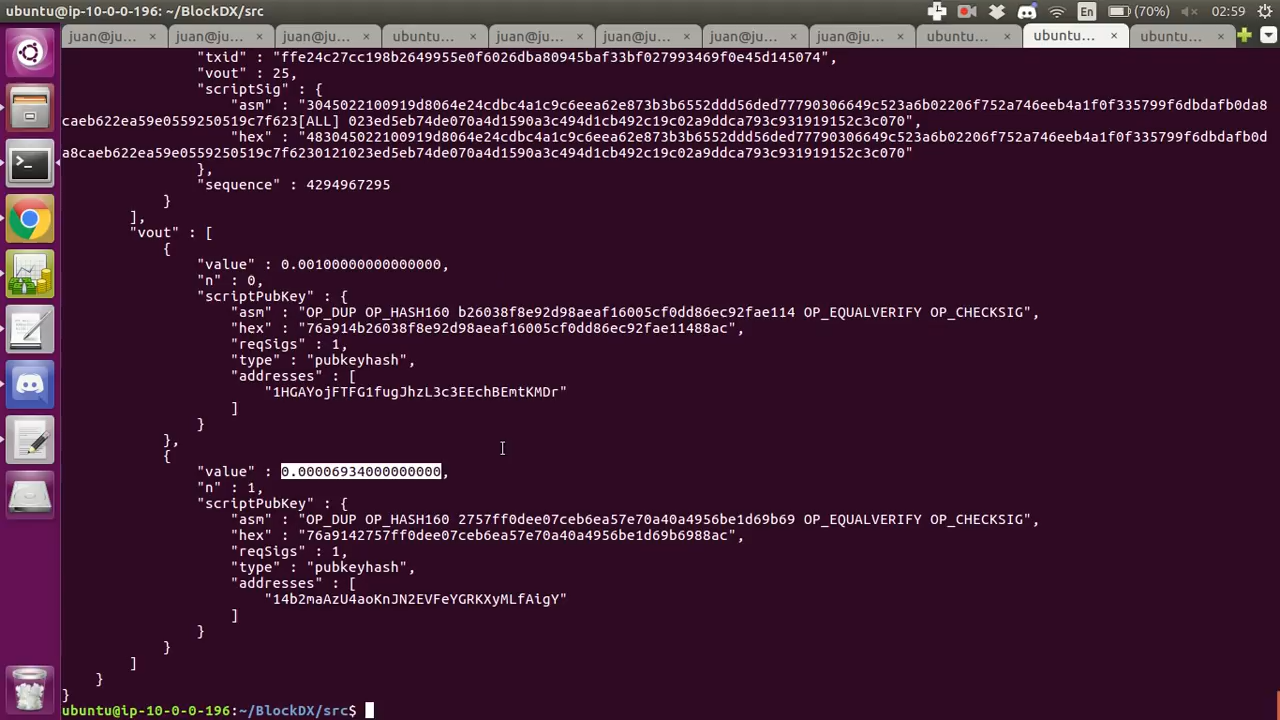 ubuntu@ip-10-0-0-196: ~/BlockDX/src
En (70%) 02:59
juan@ju... × juan@ju... × juan@ju... × ubuntu... × juan@ju... × juan@ju... × juan@ju... × juan@ju... × ubuntu... × ubuntu... × ubuntu... ×
"txid" : "ffe24c27cc198b2649955e0f6026dba80945baf33bf027993469f0e45d145074",
"vout" : 25,
"scriptSig" : {
"asm" : "3045022100919d8064e24cdbc4a1c9c6eea62e873b3b6552ddd56ded77790306649c523a6b02206f752a746eeb4a1f0f335799f6dbdafb0da8
caeb622ea59e0559250519c7f623[ALL] 023ed5eb74de070a4d1590a3c494d1cb492c19c02a9ddca793c931919152c3c070",
"hex" : "483045022100919d8064e24cdbc4a1c9c6eea62e873b3b6552ddd56ded77790306649c523a6b02206f752a746eeb4a1f0f335799f6dbdafb0d
a8caeb622ea59e0559250519c7f6230121023ed5eb74de070a4d1590a3c494d1cb492c19c02a9ddca793c931919152c3c070"
},
"sequence" : 4294967295
}
],
"vout" : [
{
"value" : 0.00100000000000000,
"n" : 0,
"scriptPubKey" : {
"asm" : "OP_DUP OP_HASH160 b26038f8e92d98aeaf16005cf0dd86ec92fae114 OP_EQUALVERIFY OP_CHECKSIG",
"hex" : "76a914b26038f8e92d98aeaf16005cf0dd86ec92fae11488ac",
"reqSigs" : 1,
"type" : "pubkeyhash",
"addresses" : [
"1HGAYojFTFG1fugJhzL3c3EEchBEmtKMDr"
]
}
},
{
"value" : 0.00006934000000000,
"n" : 1,
"scriptPubKey" : {
"asm" : "OP_DUP OP_HASH160 2757ff0dee07ceb6ea57e70a40a4956be1d69b69 OP_EQUALVERIFY OP_CHECKSIG",
"hex" : "76a9142757ff0dee07ceb6ea57e70a40a4956be1d69b6988ac",
"reqSigs" : 1,
"type" : "pubkeyhash",
"addresses" : [
"14b2maAzU4aoKnJN2EVFeYGRKXyMLfAigY"
]
}
}
]
}
}
ubuntu@ip-10-0-0-196:~/BlockDX/src$